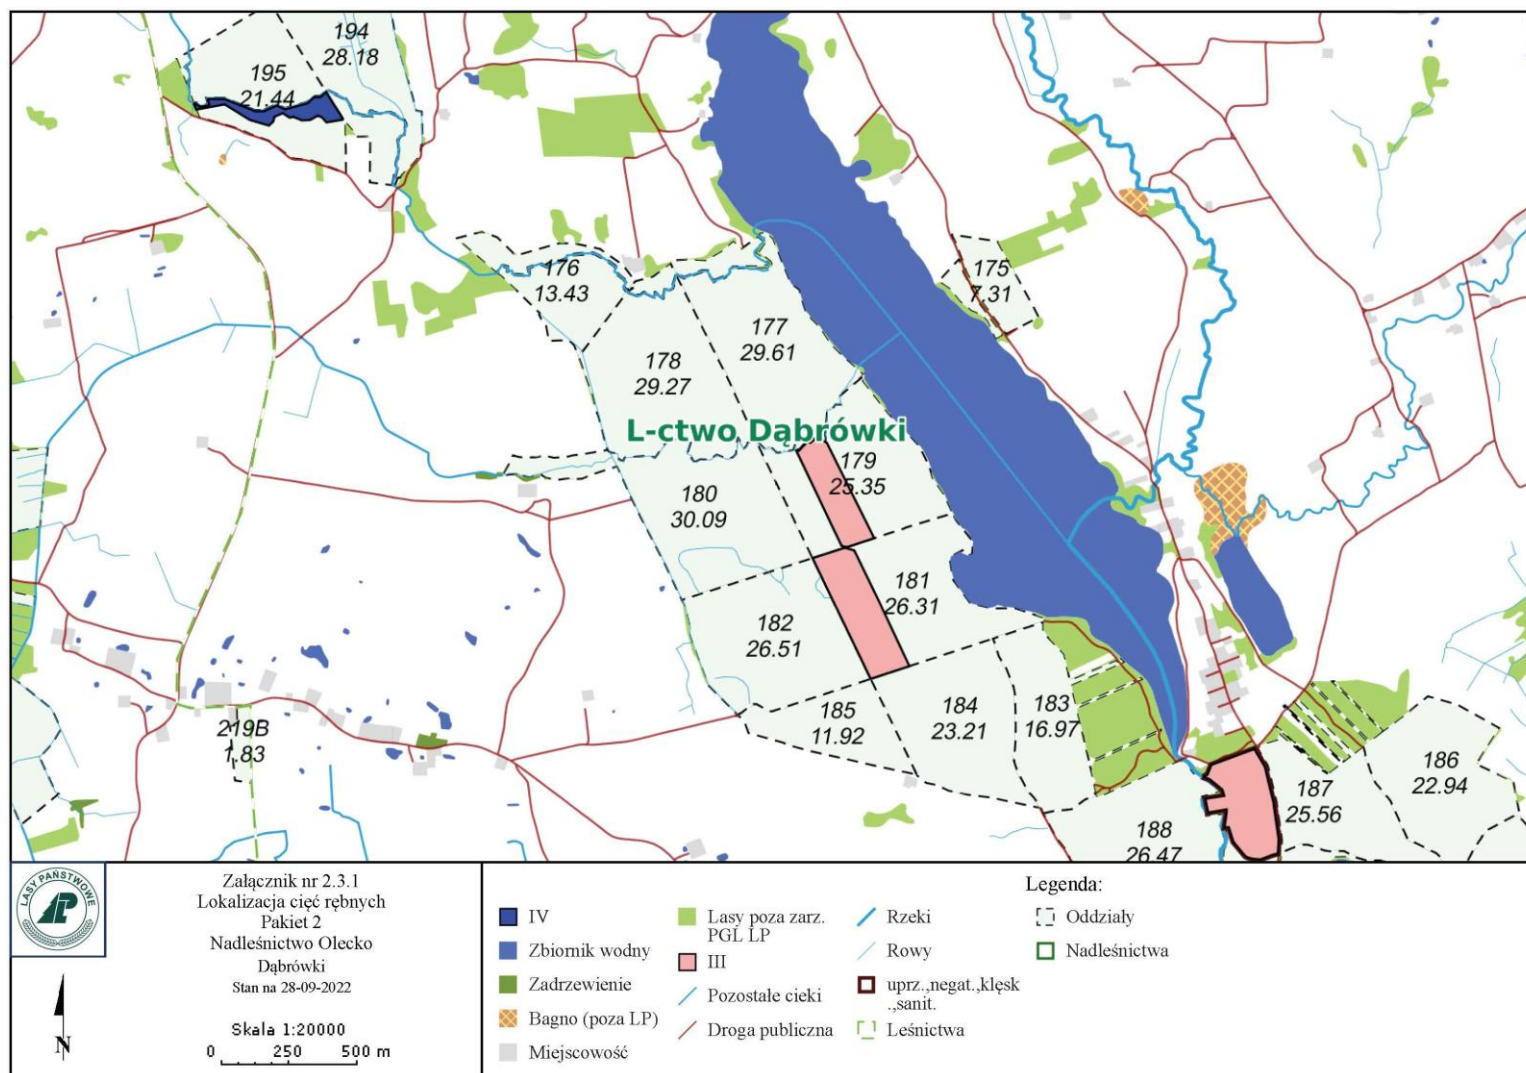 194
28.18
195
21.44
176
13.43
175
7.31
177
29.61
178
29.27
L-ctwo Dąbrówki
179
25.35
180
30.09
181
26.31
182
26.51
183
16.97
184
23.21
185
11.92
219B
1.83
186
22.94
187
25.56
188
26.47
LASY PAŃSTWOWE
Załącznik nr 2.3.1
Lokalizacja cięć rębnych
Pakiet 2
Nadleśnictwo Olecko
Dąbrówki
Stan na 28-09-2022
Skala 1:20000
0 250 500 m
N
Legenda:
IV
Zbiornik wodny
Zadrzewienie
Bagno (poza LP)
Miejscowość
Lasy poza zarz.
PGL LP
III
Pozostałe cieki
Droga publiczna
Rzeki
Rowy
uprz.,negat.,klęsk
.,sanit.
Leśnictwa
Oddziały
Nadleśnictwa